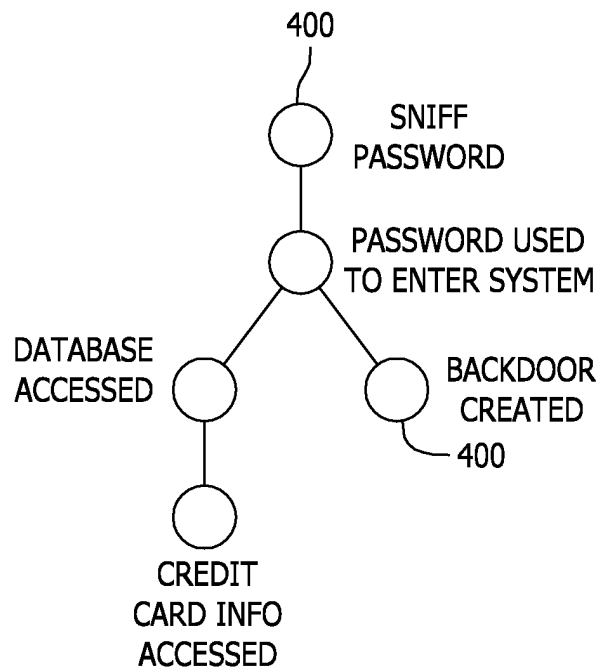 400
SNIFF
PASSWORD
PASSWORD USED
TO ENTER SYSTEM
DATABASE
ACCESSED
BACKDOOR
CREATED
400
CREDIT
CARD INFO
ACCESSED